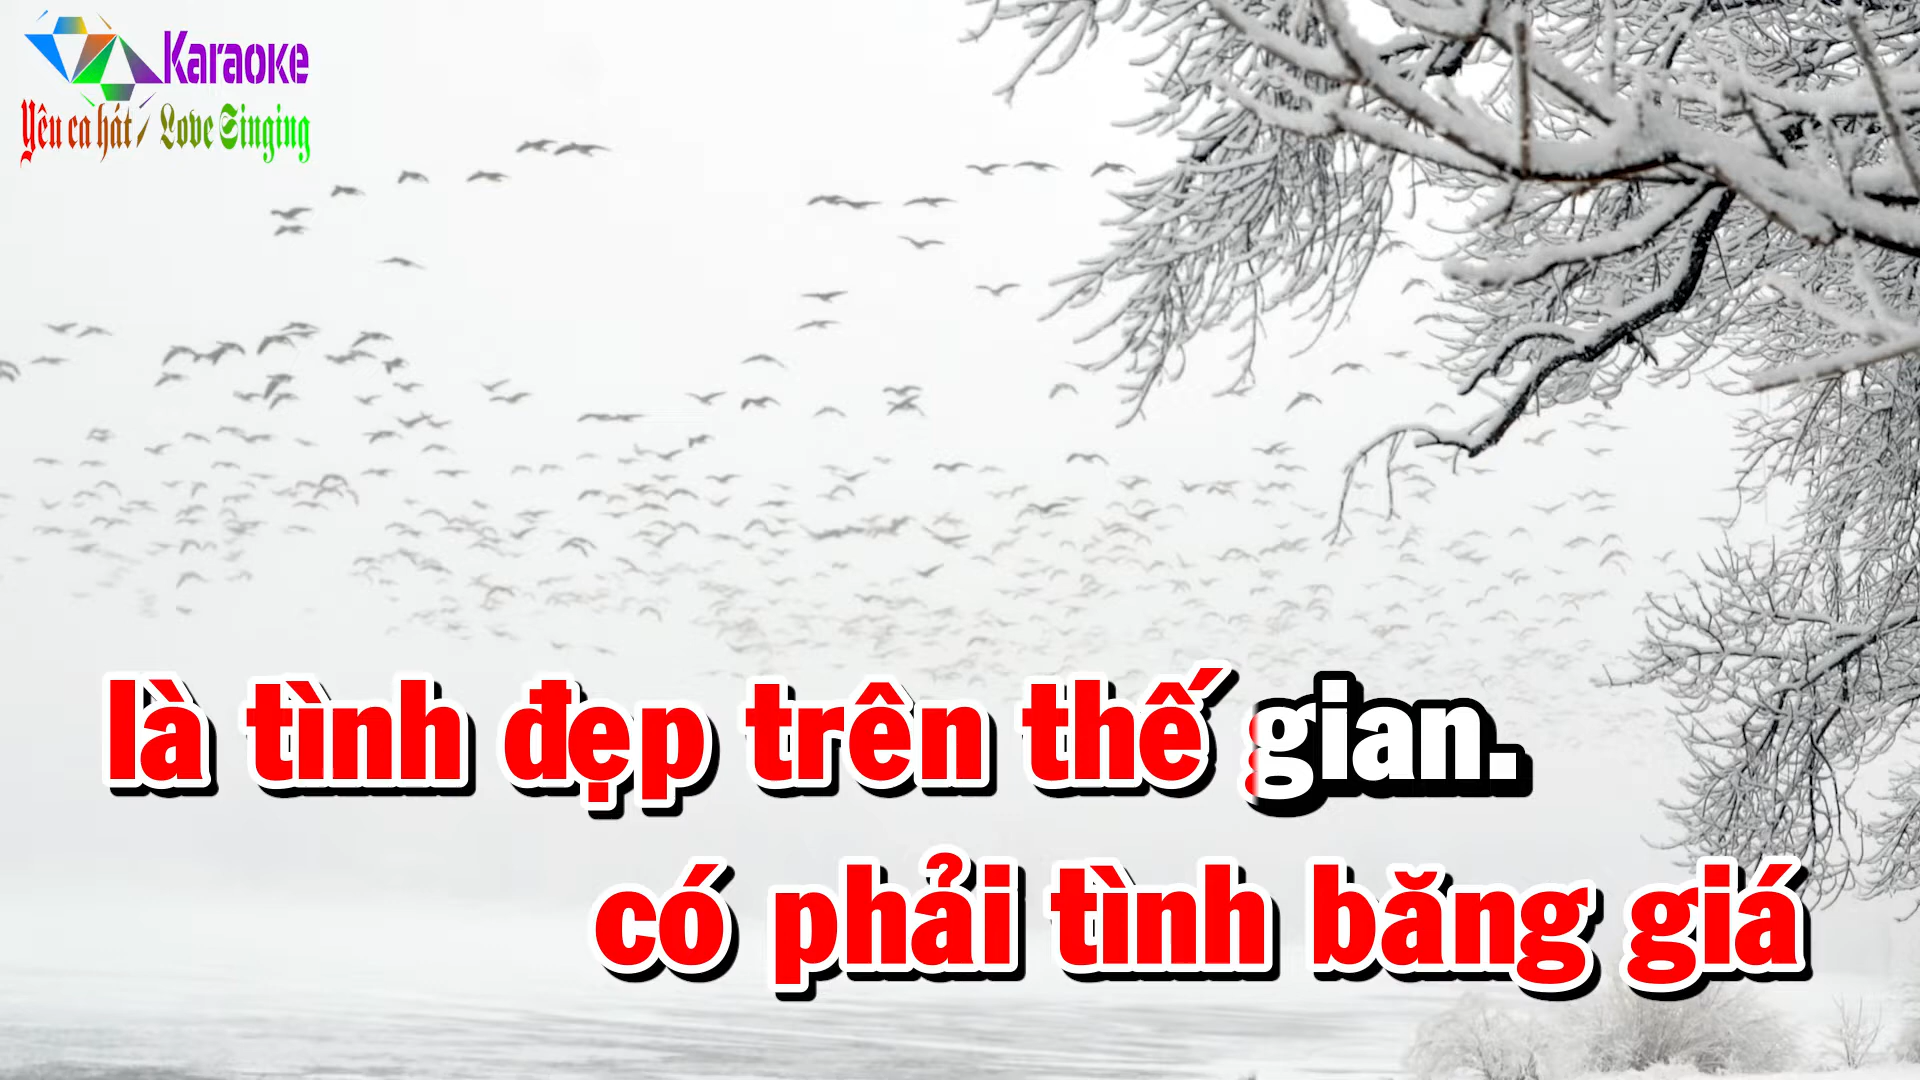 Karaoke
Yêu ca hát / Love Singing
là tình đẹp trên thế gian.
có phải tình băng giá